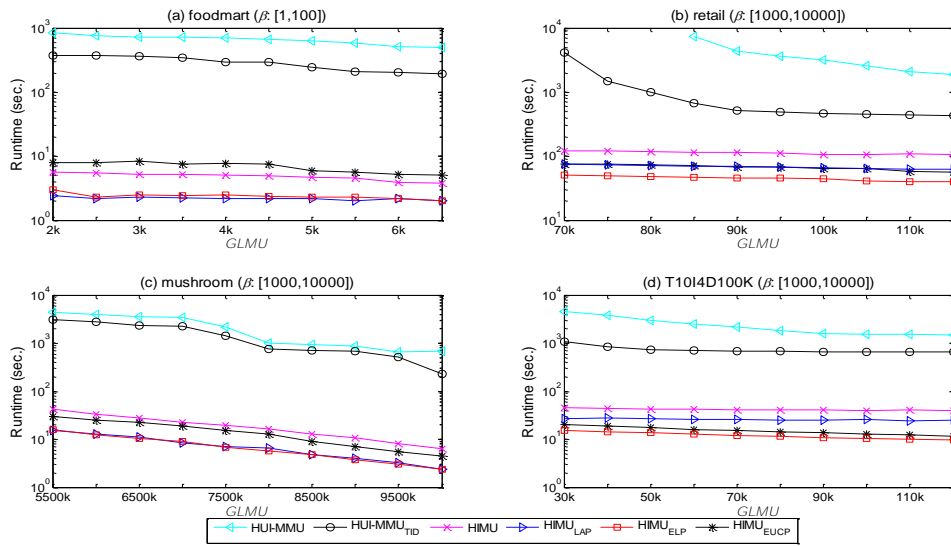 (a) foodmart (β: [1,100])
Runtime (sec.)
10^3
10^2
10^1
10^0
2k 3k 4k 5k 6k
GLMU
(b) retail (β: [1000,10000])
Runtime (sec.)
10^4
10^3
10^2
10^1
70k 80k 90k 100k 110k
GLMU
(c) mushroom (β: [1000,10000])
Runtime (sec.)
10^4
10^3
10^2
10^1
10^0
5500k 6500k 7500k 8500k 9500k
GLMU
(d) T10I4D100K (β: [1000,10000])
Runtime (sec.)
10^4
10^3
10^2
10^1
10^0
30k 50k 70k 90k 110k
GLMU
HUI-MMU HUI-MMU_TID HIMU HIMU_LAP HIMU_ELP HIMU_EUCP